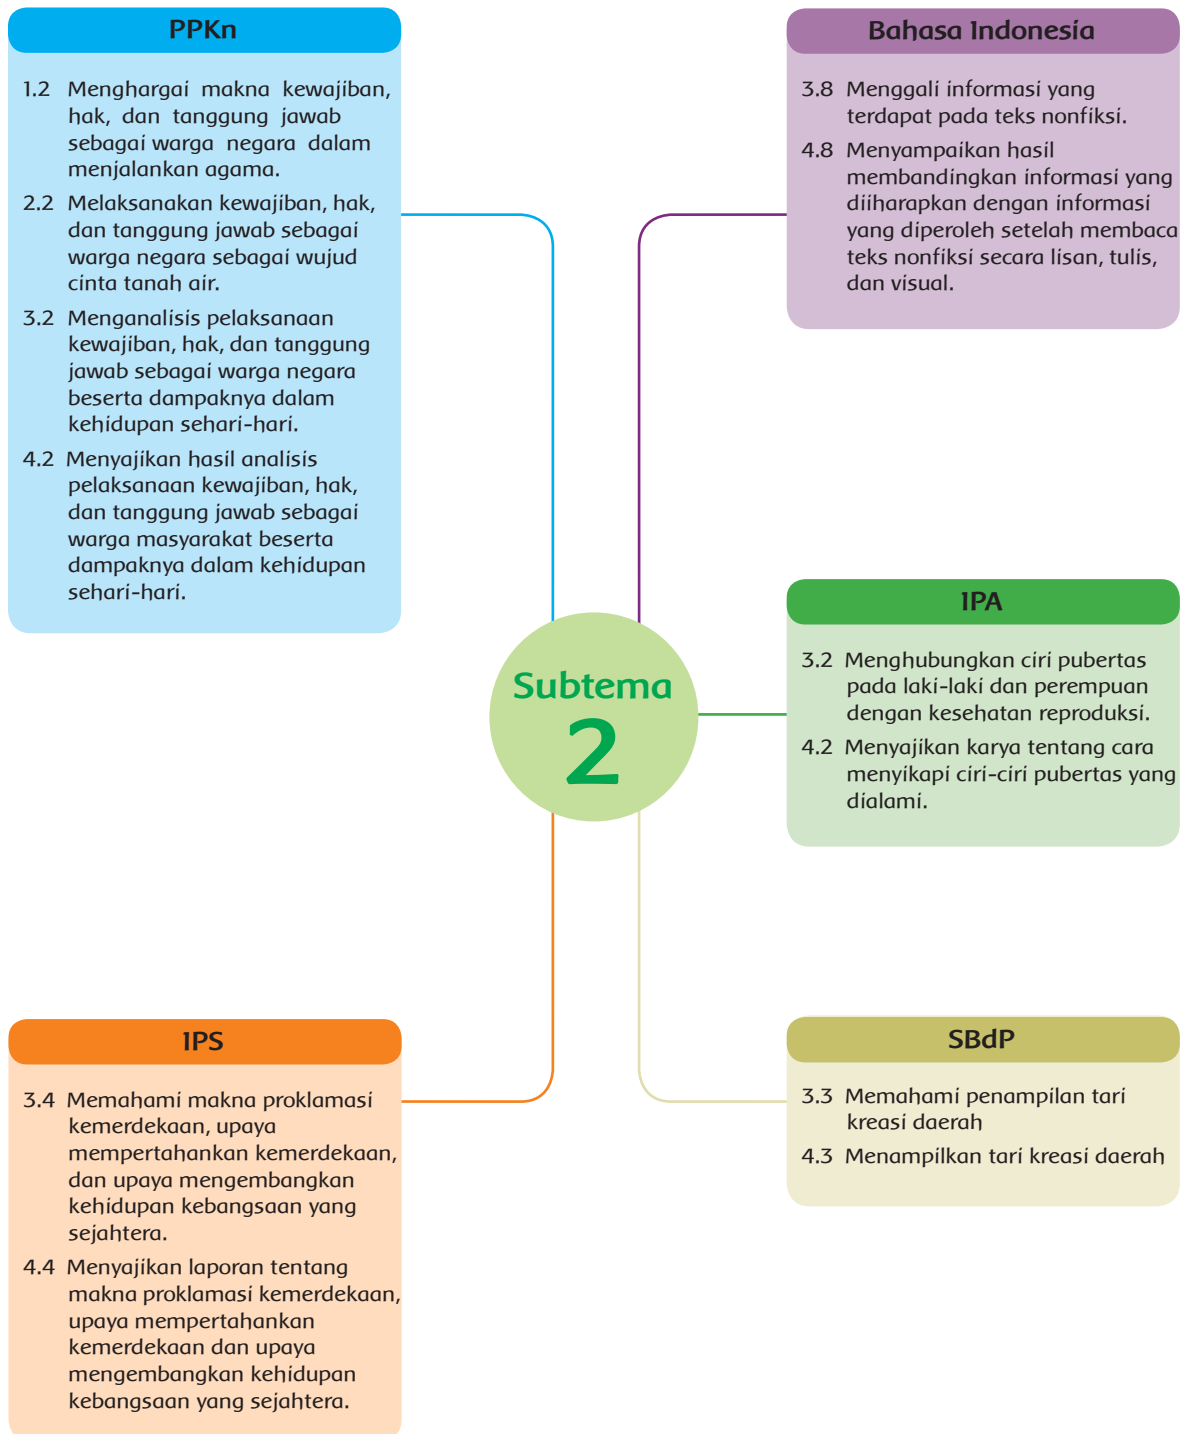 PPKn
1.2 Menghargai makna kewajiban,
hak, dan tanggung jawab
sebagai warga negara dalam
menjalankan agama.
2.2 Melaksanakan kewajiban, hak,
dan tanggung jawab sebagai
warga negara sebagai wujud
cinta tanah air.
3.2 Menganalisis pelaksanaan
kewajiban, hak, dan tanggung
jawab sebagai warga negara
beserta dampaknya dalam
kehidupan sehari-hari.
4.2 Menyajikan hasil analisis
pelaksanaan kewajiban, hak,
dan tanggung jawab sebagai
warga masyarakat beserta
dampaknya dalam kehidupan
sehari-hari.
Bahasa Indonesia
3.8 Menggali informasi yang
terdapat pada teks nonfiksi.
4.8 Menyampaikan hasil
membandingkan informasi yang
diiharapkan dengan informasi
yang diperoleh setelah membaca
teks nonfiksi secara lisan, tulis,
dan visual.
Subtema
2
IPA
3.2 Menghubungkan ciri pubertas
pada laki-laki dan perempuan
dengan kesehatan reproduksi.
4.2 Menyajikan karya tentang cara
menyikapi ciri-ciri pubertas yang
dialami.
IPS
3.4 Memahami makna proklamasi
kemerdekaan, upaya
mempertahankan kemerdekaan,
dan upaya mengembangkan
kehidupan kebangsaan yang
sejahtera.
4.4 Menyajikan laporan tentang
makna proklamasi kemerdekaan,
upaya mempertahankan
kemerdekaan dan upaya
mengembangkan kehidupan
kebangsaan yang sejahtera.
SBdP
3.3 Memahami penampilan tari
kreasi daerah
4.3 Menampilkan tari kreasi daerah